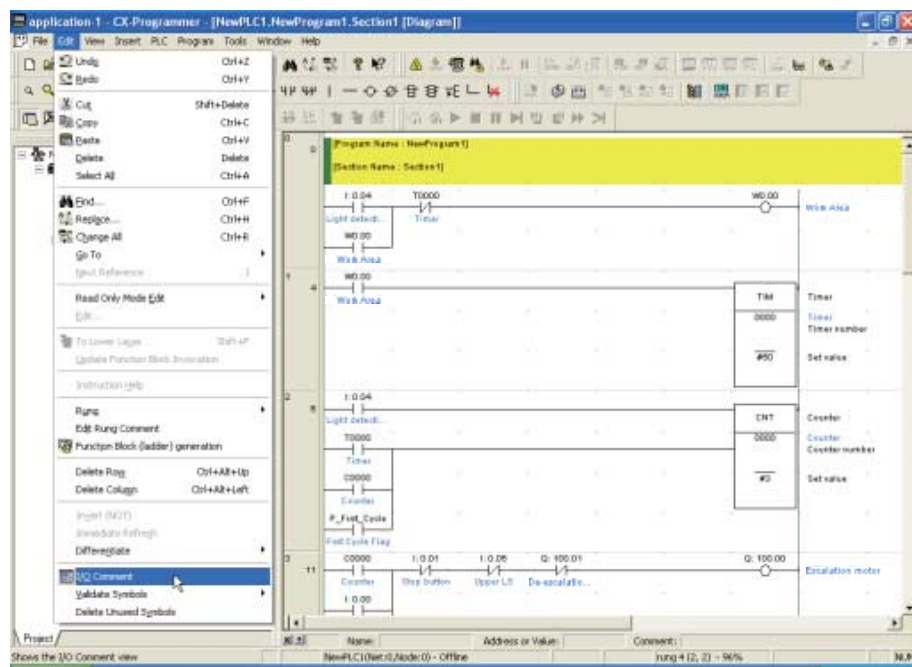 application-1 - CX-Programmer - [NewPLC1.NewProgram1.Section1 [Diagram]]
File Edit View Insert PLC Program Tools Window Help
Undo Ctrl+Z
Redo Ctrl+Y
Cut Shift+Delete
Copy Ctrl+C
Paste Ctrl+V
Delete Delete
Select All Ctrl+A
Find... Ctrl+F
Replace... Ctrl+H
Change All Ctrl+R
Go To
Next Reference
Read Only Mode Edit
Edit...
To Lower Layer Shift+F
Update Function Block Invocation
Instruction Help
Rung
Edit Rung Comment
Function Block (ladder) generation
Delete Row Ctrl+Alt+Up
Delete Column Ctrl+Alt+Left
Invert (NOT)
Immediate Refresh
Differentiate
I/O Comment
Validate Symbols
Delete Unused Symbols
Project
0
0
[Program Name : NewProgram1]
[Section Name : Section1]
I: 0.04 T0000 W0.00
Light detecti... Timer Work Area
W0.00
Work Area
1
4
W0.00
Work Area
TIM Timer
0000 Timer
Timer number
#50 Set value
2
I: 0.04
Light detecti...
CNT Counter
T0000
Timer
0000 Counter
Counter number
C0000
Counter
#3 Set value
P_First_Cycle
First Cycle Flag
3
11
C0000 I: 0.01 I: 0.05 Q: 100.01 Q: 100.00
Counter Stop button Upper LS De-escalatio... Escalation motor
I: 0.00
Name: Address or Value: Comment:
Shows the I/O Comment view
NewPLC1(Net:0,Node:0) - Offline
rung 4 (2, 2) - 96%